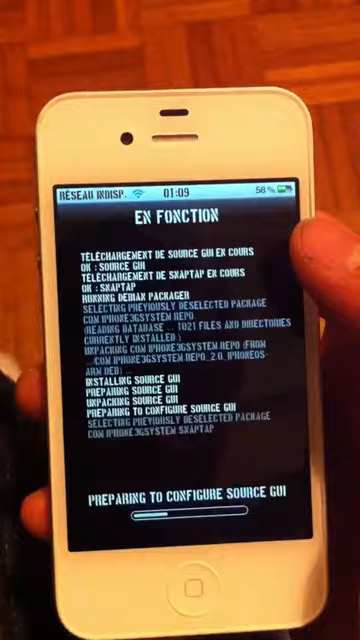 RÉSEAU INDISP. 01:09 58 %
EN FONCTION
TÉLÉCHARGEMENT DE SOURCE GUI EN COURS
OK : SOURCE GUI
TÉLÉCHARGEMENT DE SNAPTAP EN COURS
OK : SNAPTAP
RUNNING DEBIAN PACKAGER
SELECTING PREVIOUSLY DESELECTED PACKAGE
COM IPHONE3GSYSTEM REPO
(READING DATABASE ... 1021 FILES AND DIRECTORIES
CURRENTLY INSTALLED )
UNPACKING COM IPHONE3GSYSTEM REPO (FROM
.../COM IPHONE3GSYSTEM REPO_2.0_IPHONEOS-
ARM DEB) ...
INSTALLING SOURCE GUI
PREPARING SOURCE GUI
UNPACKING SOURCE GUI
PREPARING TO CONFIGURE SOURCE GUI
SELECTING PREVIOUSLY DESELECTED PACKAGE
COM IPHONE3GSYSTEM SNAPTAP
PREPARING TO CONFIGURE SOURCE GUI